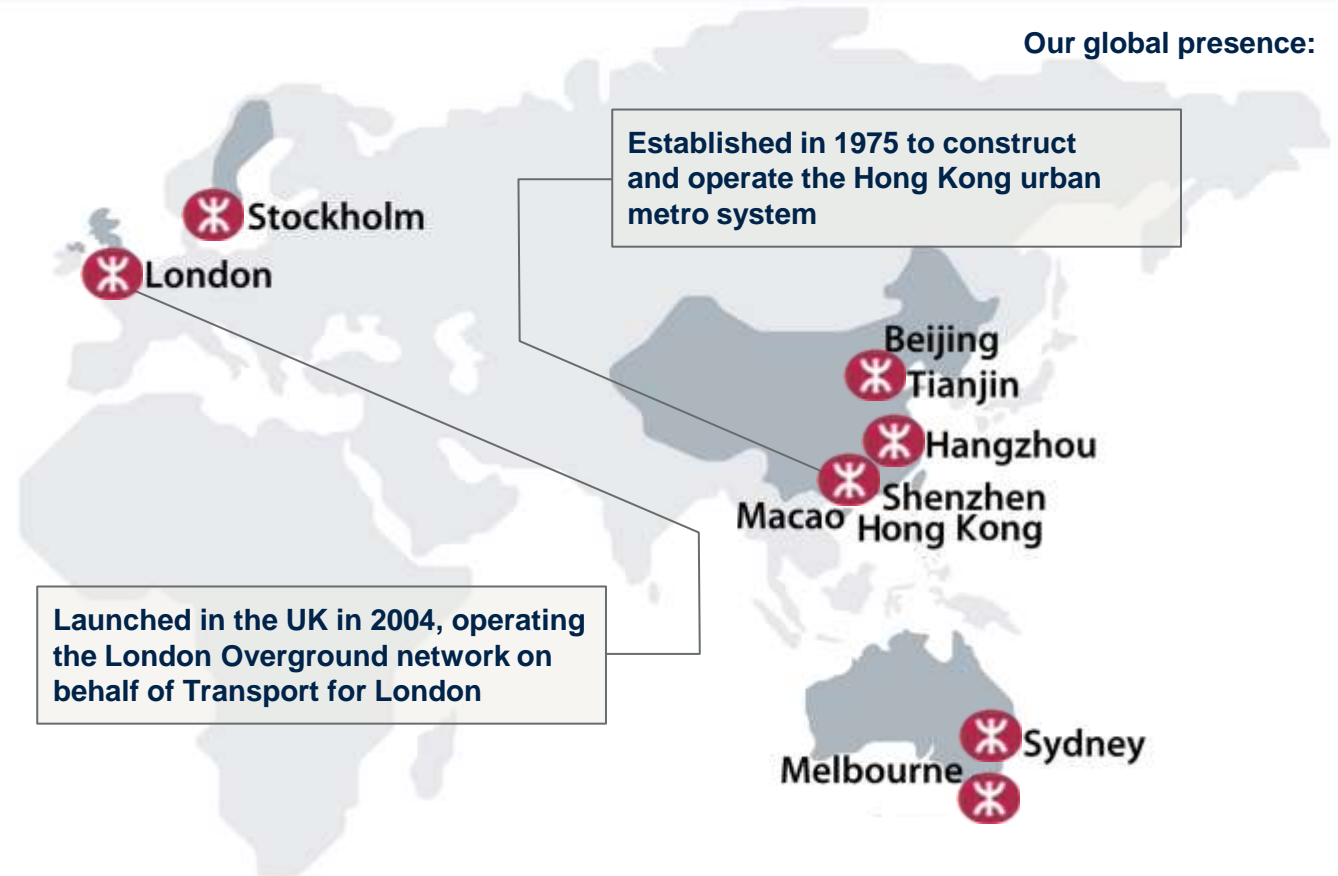 Our global presence:
Established in 1975 to construct
and operate the Hong Kong urban
metro system
Stockholm
London
Beijing
Tianjin
Hangzhou
Shenzhen
Macao
Hong Kong
Launched in the UK in 2004, operating
the London Overground network on
behalf of Transport for London
Sydney
Melbourne